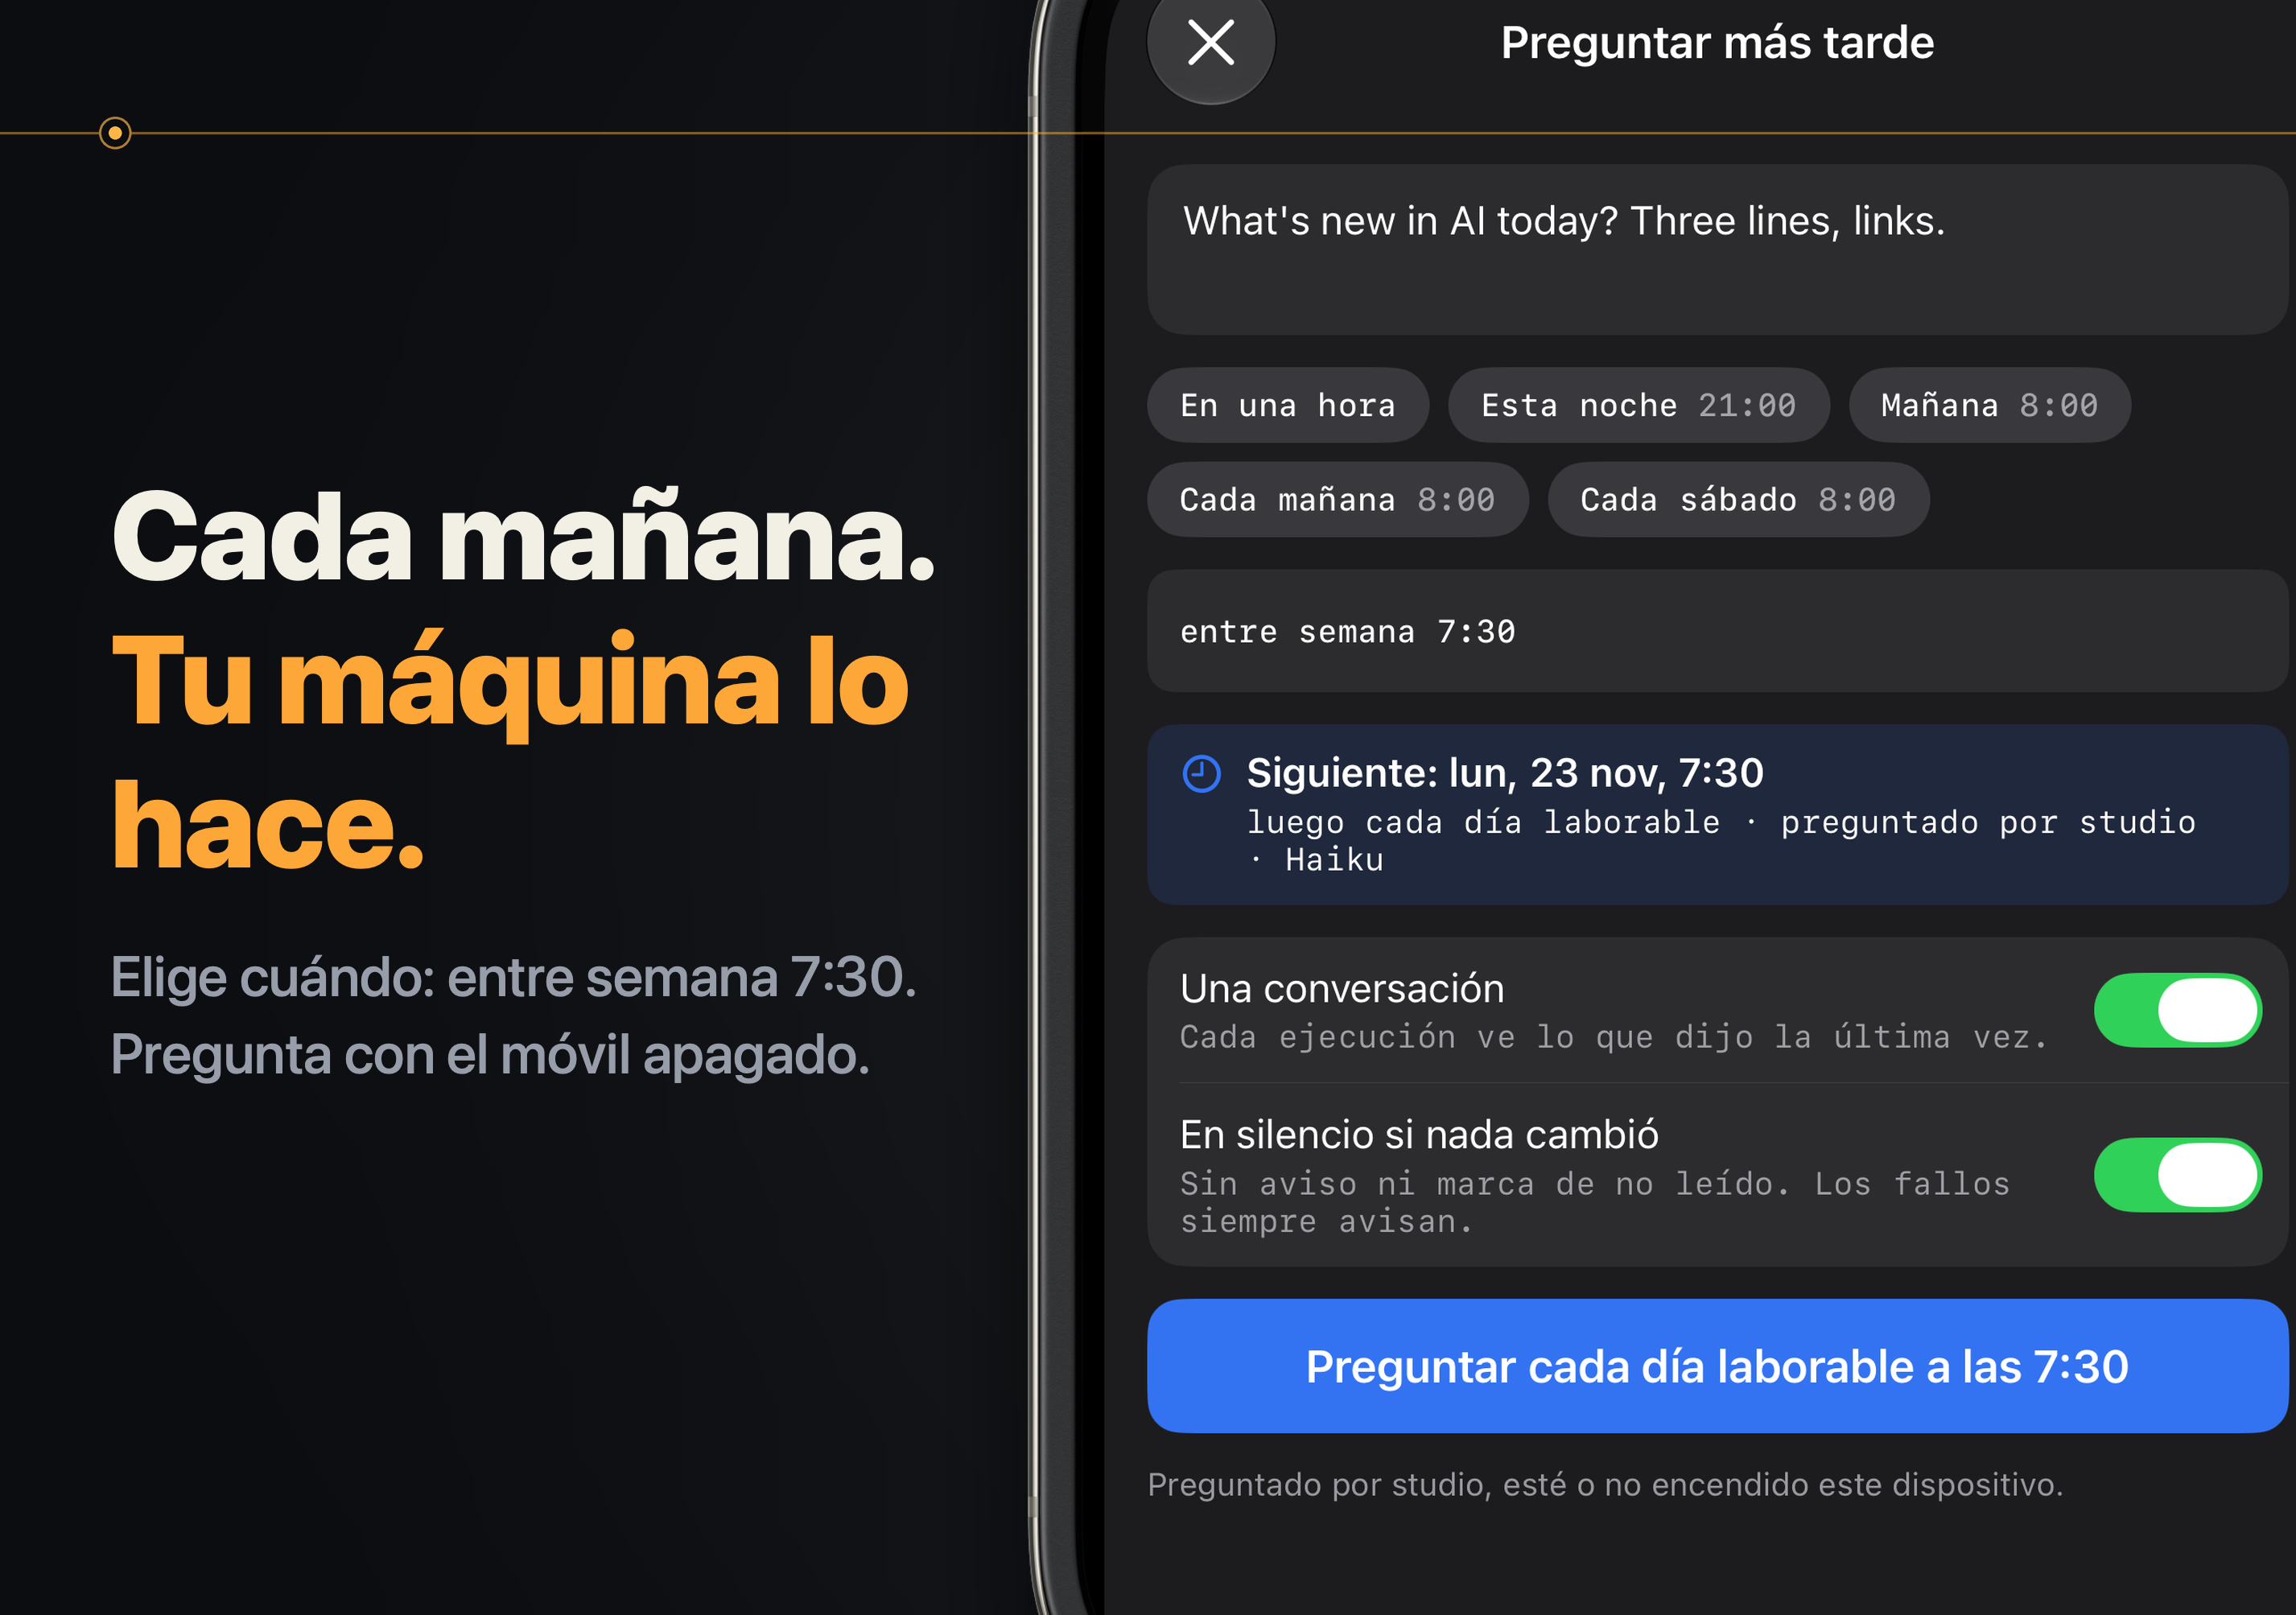 Cada mañana.
Tu máquina lo
hace.
Elige cuándo: entre semana 7:30.
Pregunta con el móvil apagado.
Preguntar más tarde
What's new in AI today? Three lines, links.
En una hora
Esta noche 21:00
Mañana 8:00
Cada mañana 8:00
Cada sábado 8:00
entre semana 7:30
Siguiente: lun, 23 nov, 7:30
luego cada día laborable · preguntado por studio
· Haiku
Una conversación
Cada ejecución ve lo que dijo la última vez.
En silencio si nada cambió
Sin aviso ni marca de no leído. Los fallos
siempre avisan.
Preguntar cada día laborable a las 7:30
Preguntado por studio, esté o no encendido este dispositivo.